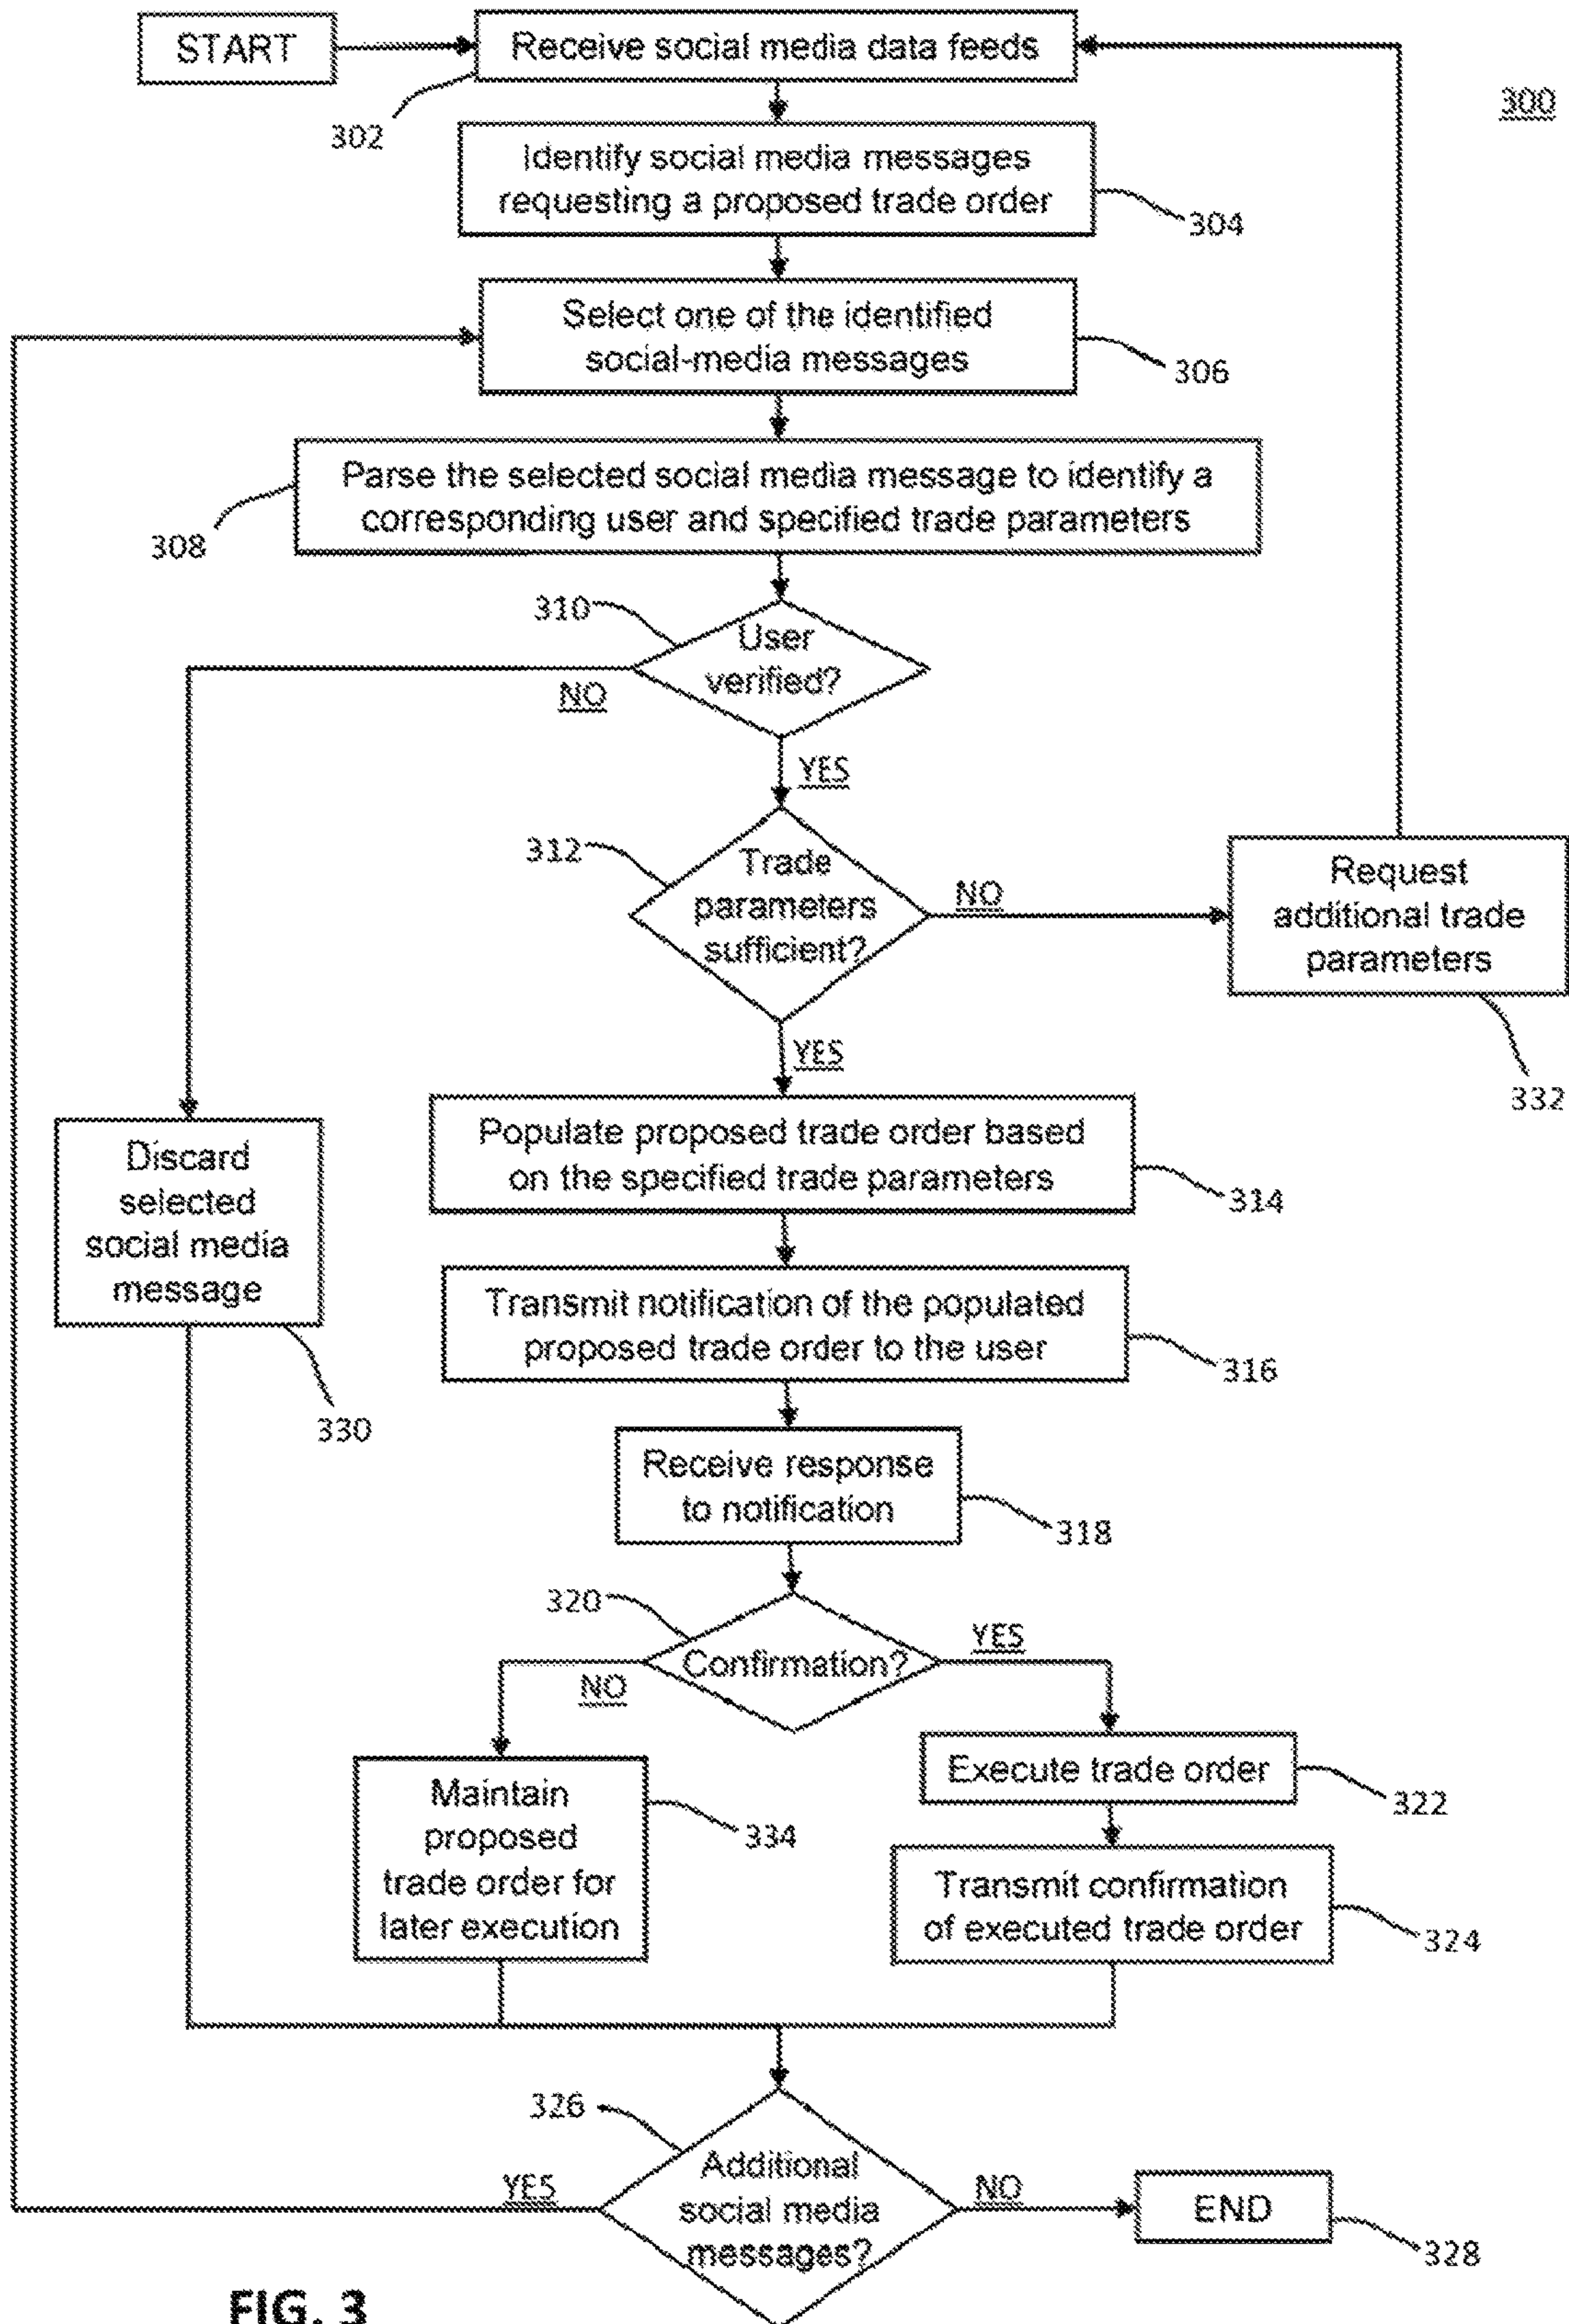 START
Receive social media data feeds
300
302
Identify social media messages
requesting a proposed trade order
304
Select one of the identified
social-media messages
306
Parse the selected social media message to identify a
corresponding user and specified trade parameters
308
310
User
verified?
NO
YES
312
Trade
parameters
sufficient?
NO
Request
additional trade
parameters
332
YES
Populate proposed trade order based
on the specified trade parameters
314
Discard
selected
social media
message
330
Transmit notification of the populated
proposed trade order to the user
316
Receive response
to notification
318
320
Confirmation?
YES
NO
Execute trade order
322
Maintain
proposed
trade order for
later execution
334
Transmit confirmation
of executed trade order
324
326
Additional
social media
messages?
YES
NO
END
328
FIG. 3